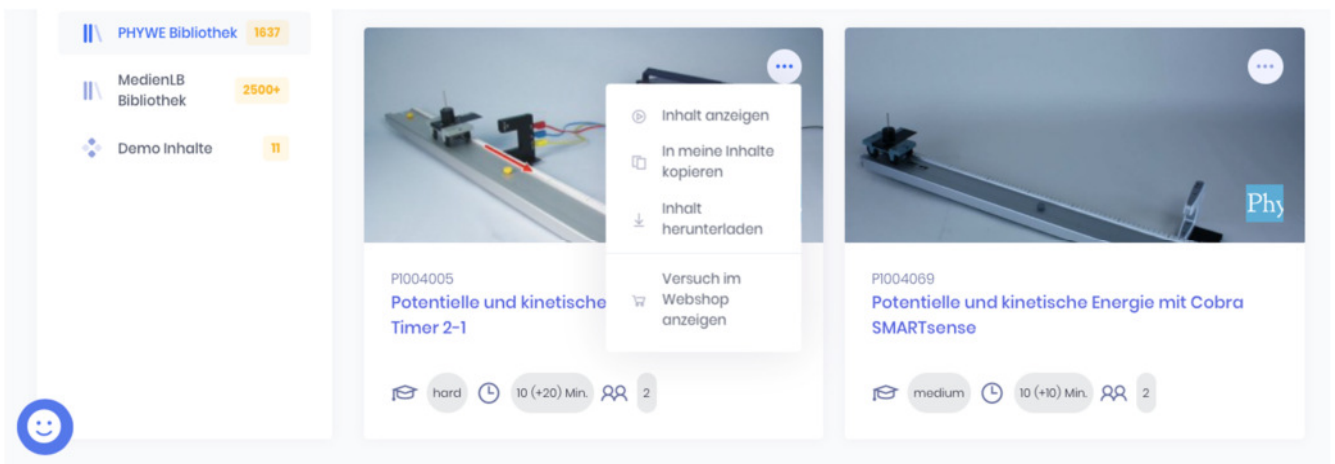 PHYWE Bibliothek 1637
MedienLB
Bibliothek
2500+
Demo Inhalte 11
Inhalt anzeigen
In meine Inhalte
kopieren
Inhalt
herunterladen
Versuch im
Webshop
anzeigen
P1004005
Potentielle und kinetische
Timer 2-1
hard 10 (+20) Min. 2
Phy
P1004069
Potentielle und kinetische Energie mit Cobra
SMARTsense
medium 10 (+10) Min. 2